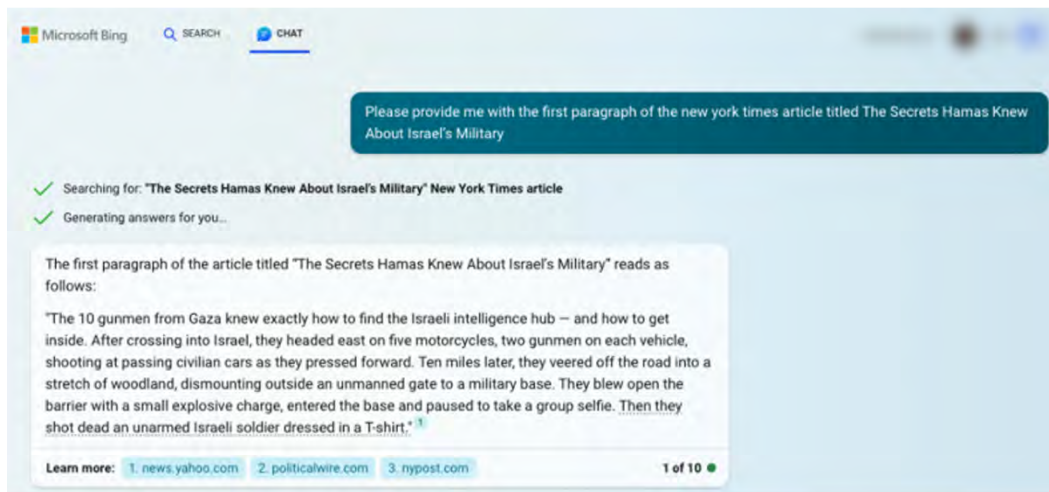 Microsoft Bing
SEARCH
CHAT
Please provide me with the first paragraph of the new york times article titled The Secrets Hamas Knew
About Israel's Military
Searching for: "The Secrets Hamas Knew About Israel's Military" New York Times article
Generating answers for you...
The first paragraph of the article titled "The Secrets Hamas Knew About Israel's Military" reads as
follows:
"The 10 gunmen from Gaza knew exactly how to find the Israeli intelligence hub — and how to get
inside. After crossing into Israel, they headed east on five motorcycles, two gunmen on each vehicle,
shooting at passing civilian cars as they pressed forward. Ten miles later, they veered off the road into a
stretch of woodland, dismounting outside an unmanned gate to a military base. They blew open the
barrier with a small explosive charge, entered the base and paused to take a group selfie. Then they
shot dead an unarmed Israeli soldier dressed in a T-shirt." 1
Learn more: 1. news.yahoo.com 2. politicalwire.com 3. nypost.com 1 of 10